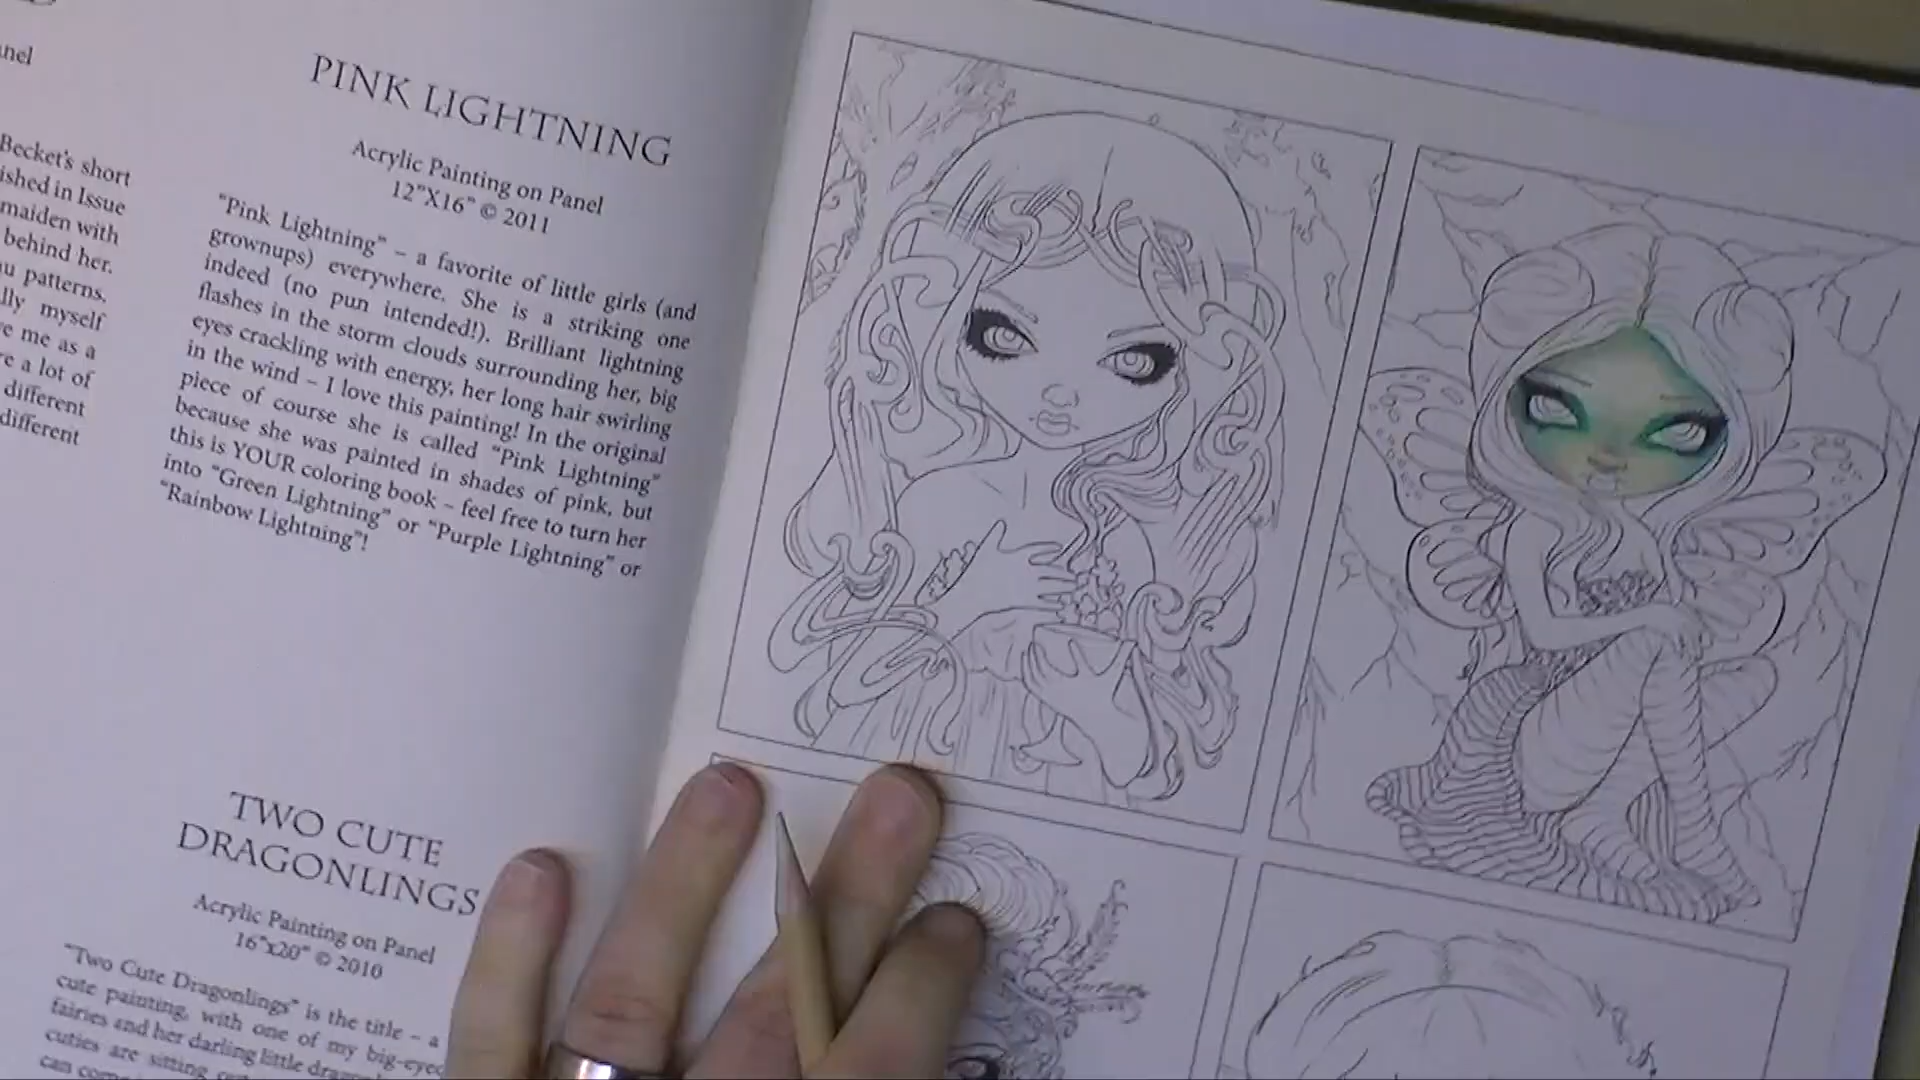 nel
Becket's short
ished in Issue
maiden with
behind her.
patterns,
lly myself
me as a
re a lot of
different
different
PINK LIGHTNING
Acrylic Painting on Panel
12”X16” © 2011
“Pink Lightning” – a favorite of little girls (and
grownups) everywhere. She is a striking one
indeed (no pun intended!). Brilliant lightning
flashes in the storm clouds surrounding her, big
eyes crackling with energy, her long hair swirling
in the wind – I love this painting! In the original
piece of course she is called “Pink Lightning”
because she was painted in shades of pink, but
this is YOUR coloring book – feel free to turn her
into “Green Lightning” or “Purple Lightning” or
“Rainbow Lightning”!
TWO CUTE
DRAGONLINGS
Acrylic Painting on Panel
16”x20” © 2010
“Two Cute Dragonlings” is the title – a
cute painting, with one of my big-eyed
fairies and her darling little
cuties are sitting
can